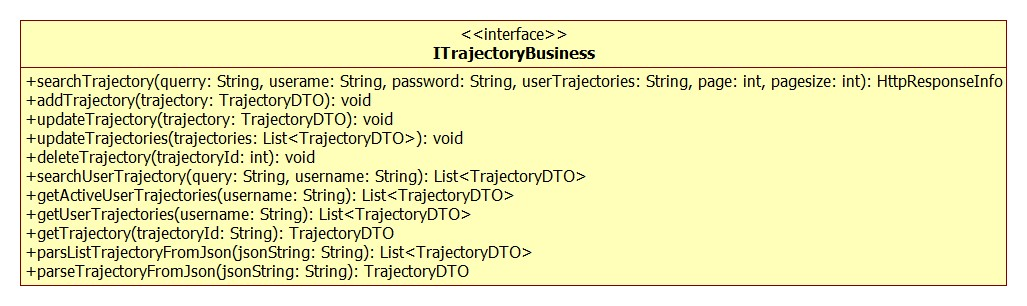 <<interface>>
ITrajectoryBusiness
+searchTrajectory(querry: String, userame: String, password: String, userTrajectories: String, page: int, pagesize: int): HttpResponseInfo
+addTrajectory(trajectory: TrajectoryDTO): void
+updateTrajectory(trajectory: TrajectoryDTO): void
+updateTrajectories(trajectories: List<TrajectoryDTO>): void
+deleteTrajectory(trajectoryId: int): void
+searchUserTrajectory(query: String, username: String): List<TrajectoryDTO>
+getActiveUserTrajectories(username: String): List<TrajectoryDTO>
+getUserTrajectories(username: String): List<TrajectoryDTO>
+getTrajectory(trajectoryId: String): TrajectoryDTO
+parsListTrajectoryFromJson(jsonString: String): List<TrajectoryDTO>
+parseTrajectoryFromJson(jsonString: String): TrajectoryDTO